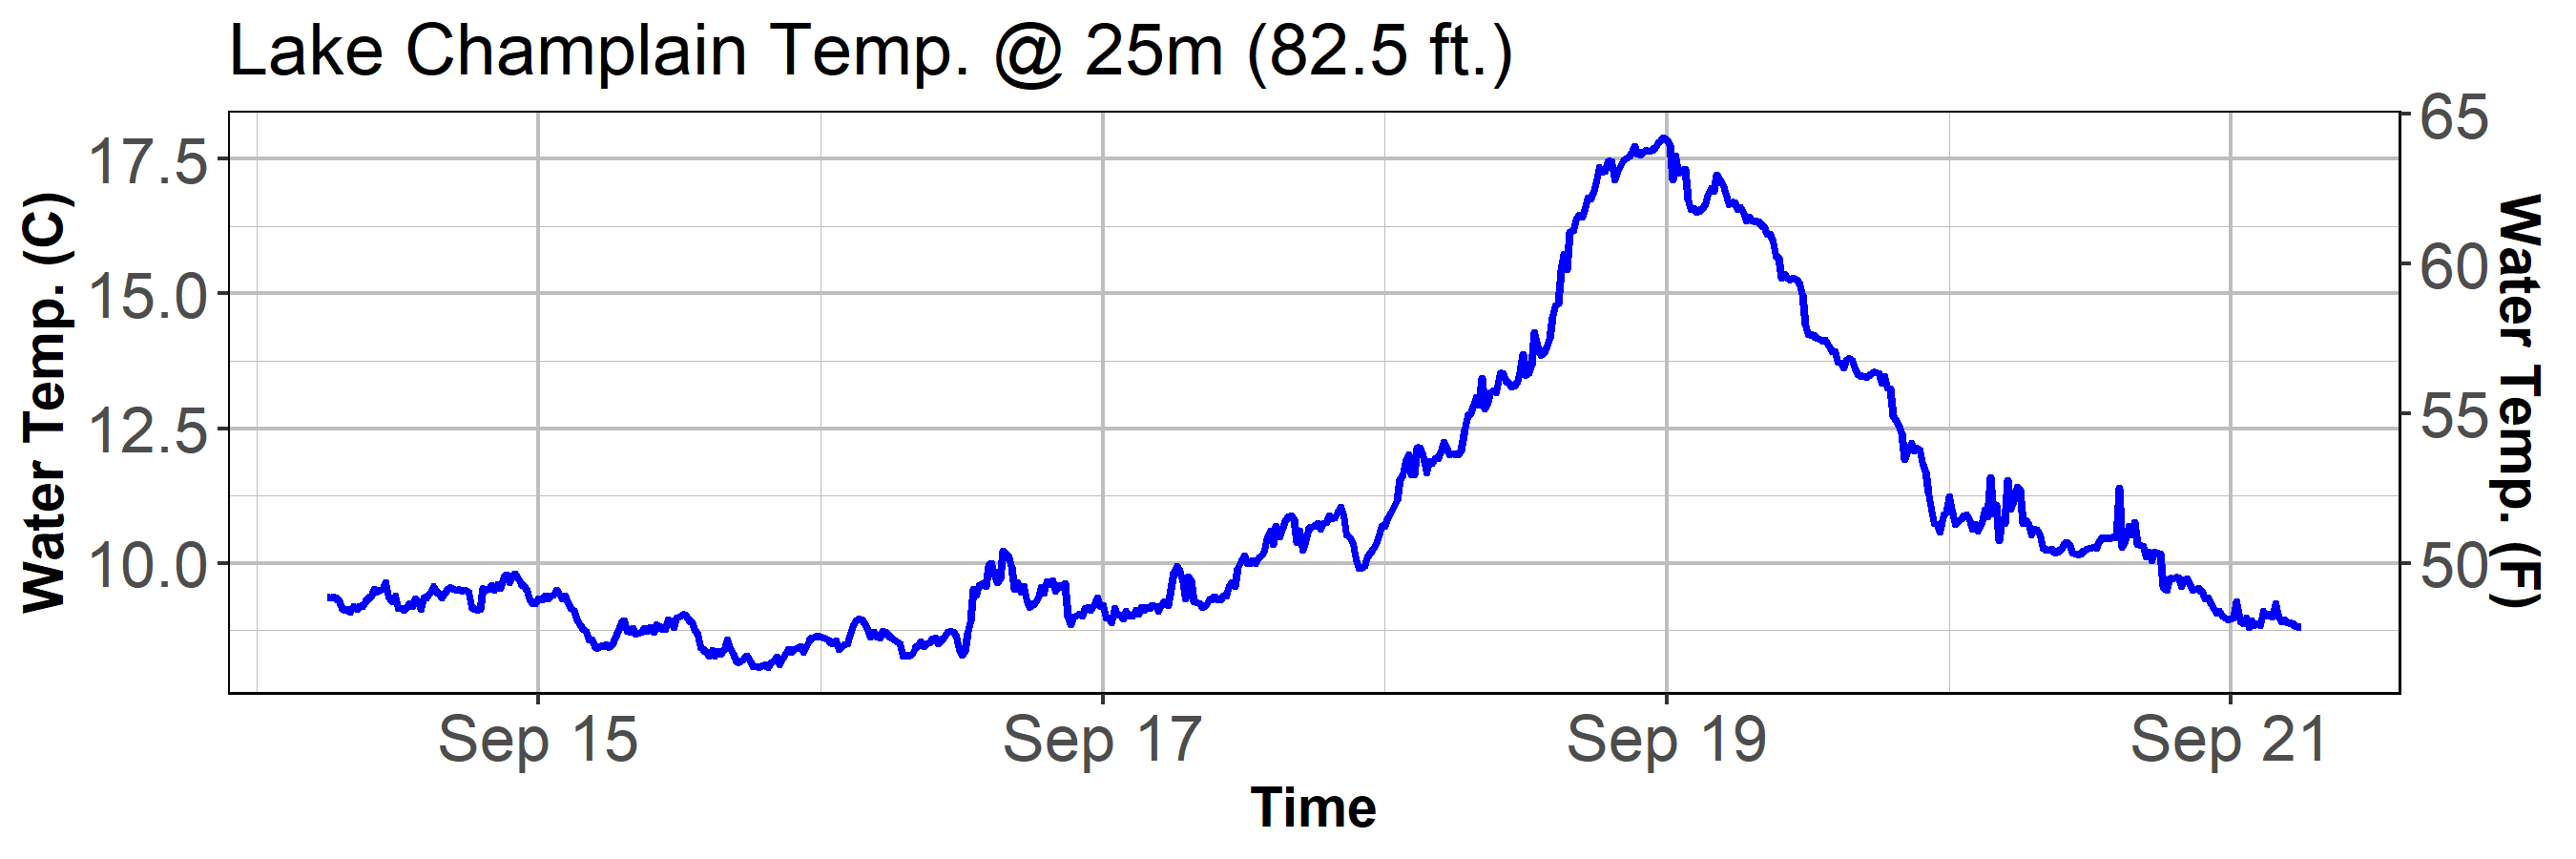 Lake Champlain Temp. @ 25m (82.5 ft.)
Water Temp. (C)
17.5
15.0
12.5
10.0
65
60
55
50
Water Temp. (F)
Sep 15
Sep 17
Sep 19
Sep 21
Time